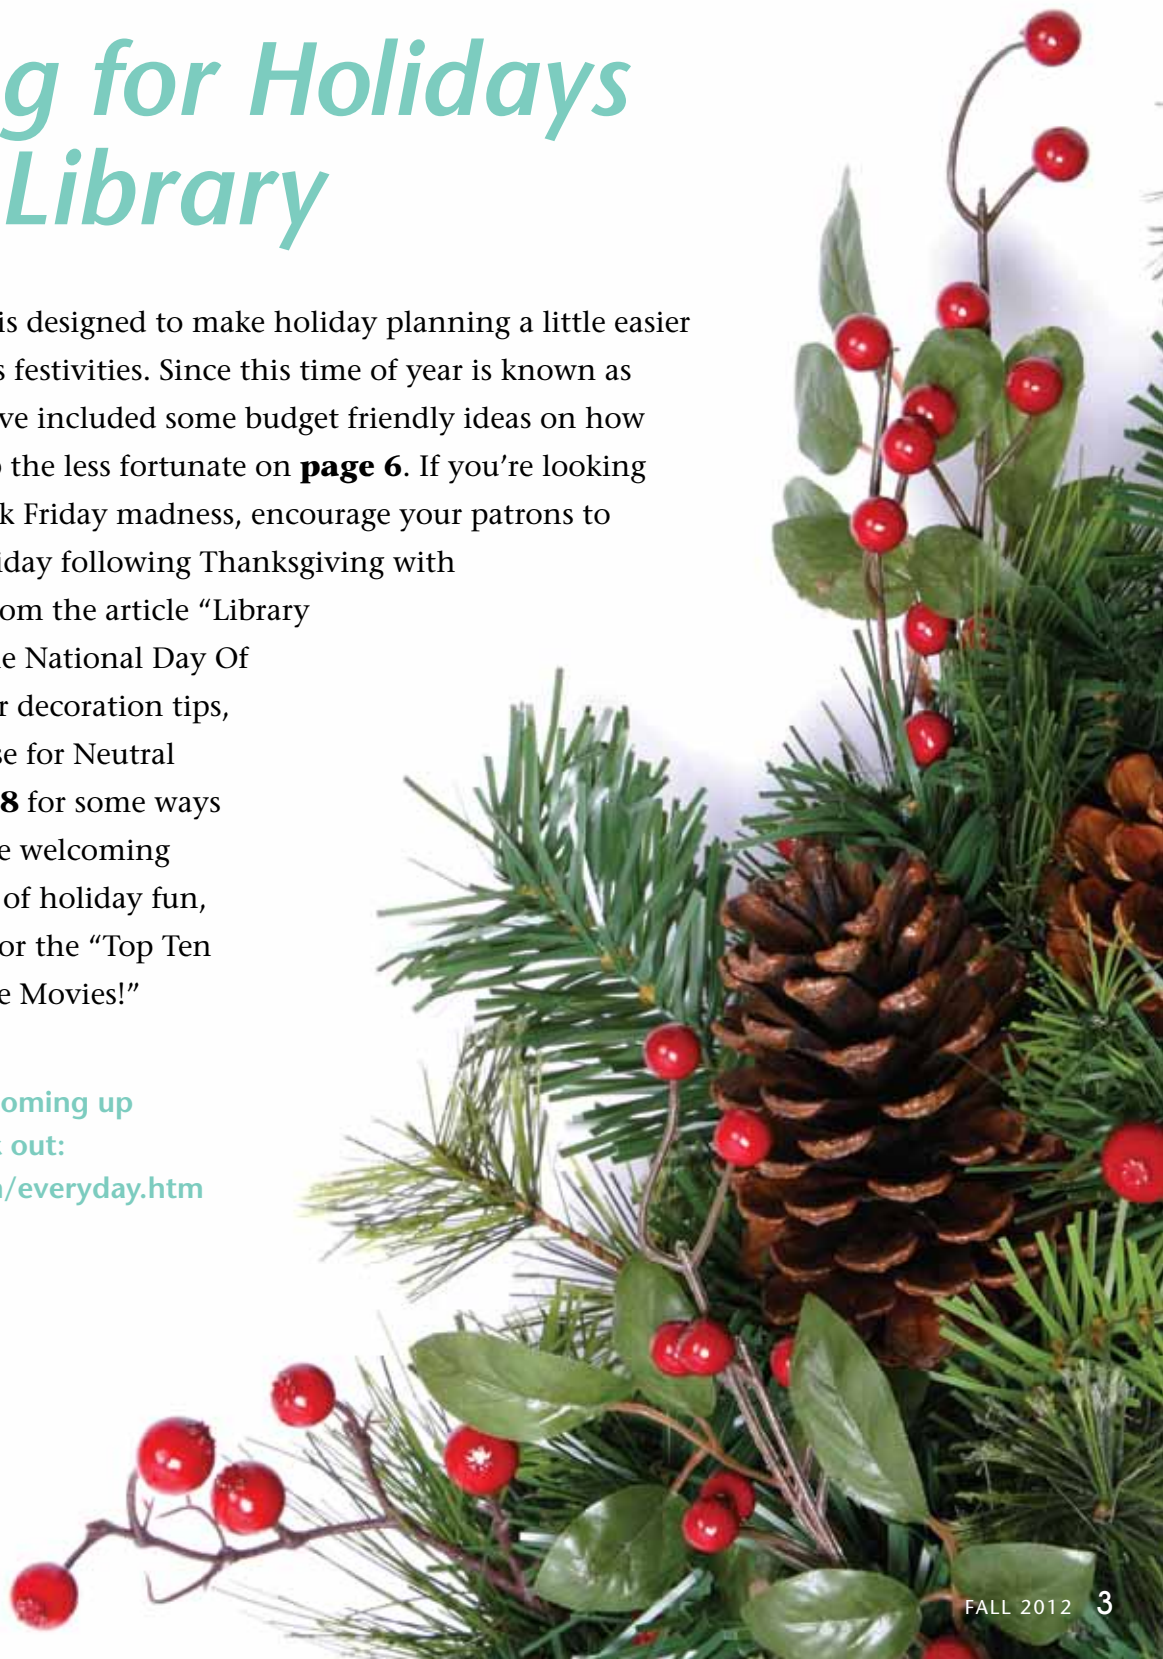 g for Holidays
Library
is designed to make holiday planning a little easier
s festivities. Since this time of year is known as
ve included some budget friendly ideas on how
the less fortunate on page 6. If you’re looking
k Friday madness, encourage your patrons to
iday following Thanksgiving with
om the article “Library
e National Day Of
r decoration tips,
se for Neutral
8 for some ways
e welcoming
of holiday fun,
or the “Top Ten
e Movies!”
oming up
out:
/everyday.htm
FALL 2012 3